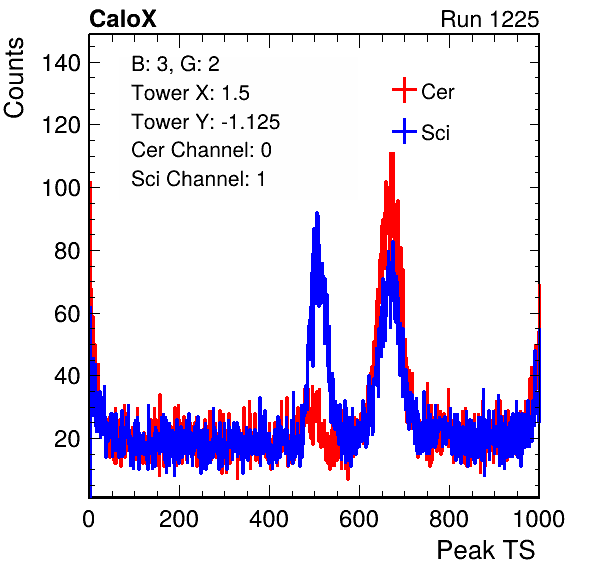 CaloX
Run 1225
Counts
B: 3, G: 2
Tower X: 1.5
Tower Y: -1.125
Cer Channel: 0
Sci Channel: 1
Cer
Sci
140
120
100
80
60
40
20
0
200
400
600
800
1000
Peak TS